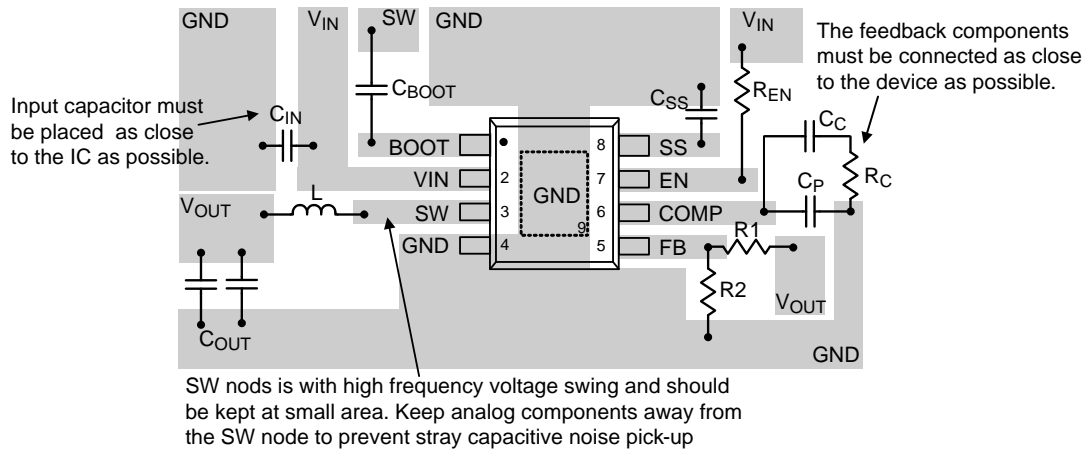 GND
VIN
SW
GND
VIN
The feedback components
must be connected as close
to the device as possible.
Input capacitor must
be placed as close
to the IC as possible.
CIN
CBOOT
CSS
REN
CC
RC
CP
BOOT
VIN
SW
GND
2
3
4
GND
9
8
7
6
5
SS
EN
COMP
FB
VOUT
L
COUT
R1
R2
VOUT
GND
SW nods is with high frequency voltage swing and should
be kept at small area. Keep analog components away from
the SW node to prevent stray capacitive noise pick-up